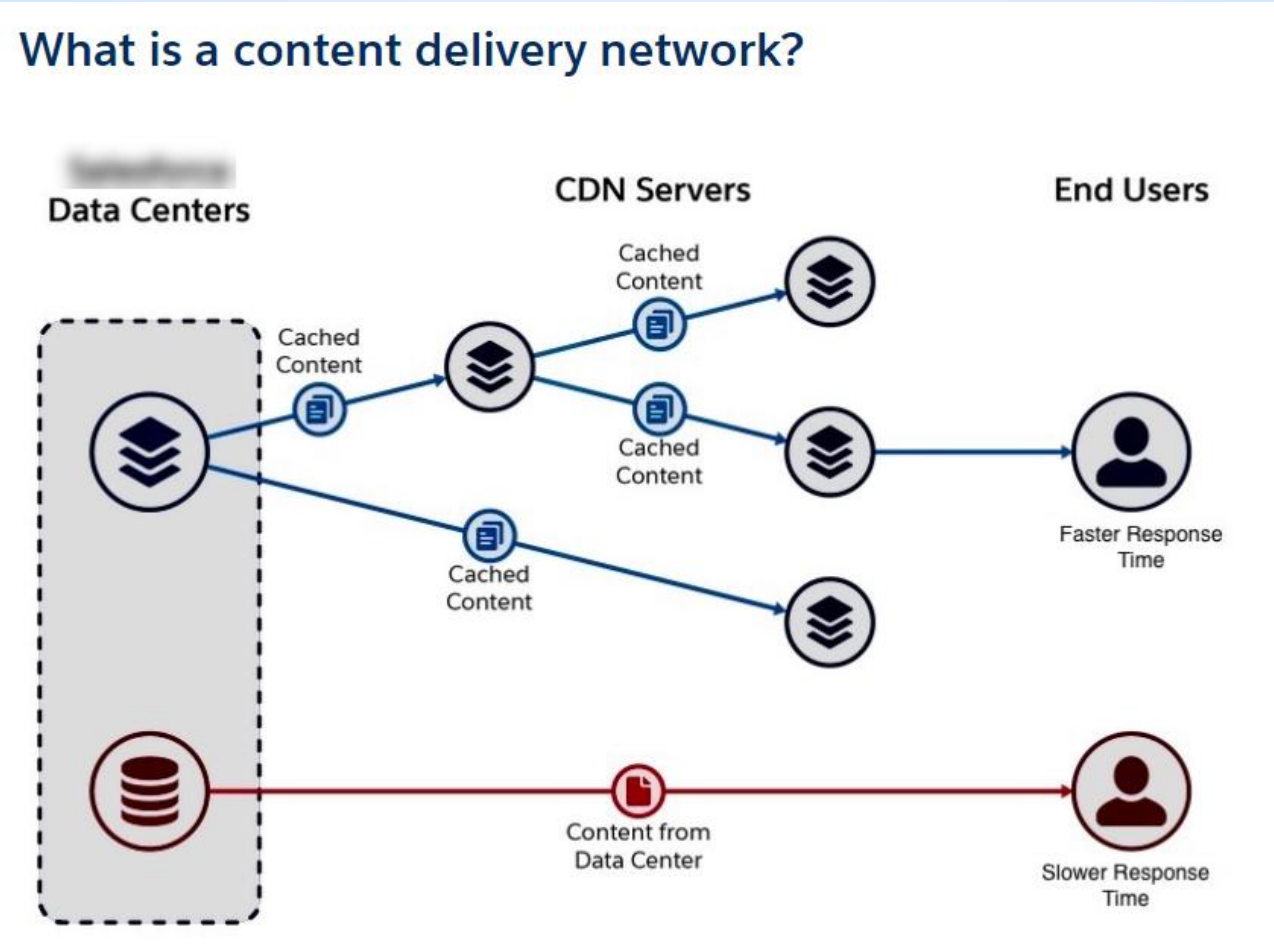 What is a content delivery network?
Data Centers
CDN Servers
End Users
Cached
Content
Cached
Content
Cached
Content
Cached
Content
Faster Response
Time
Content from
Data Center
Slower Response
Time